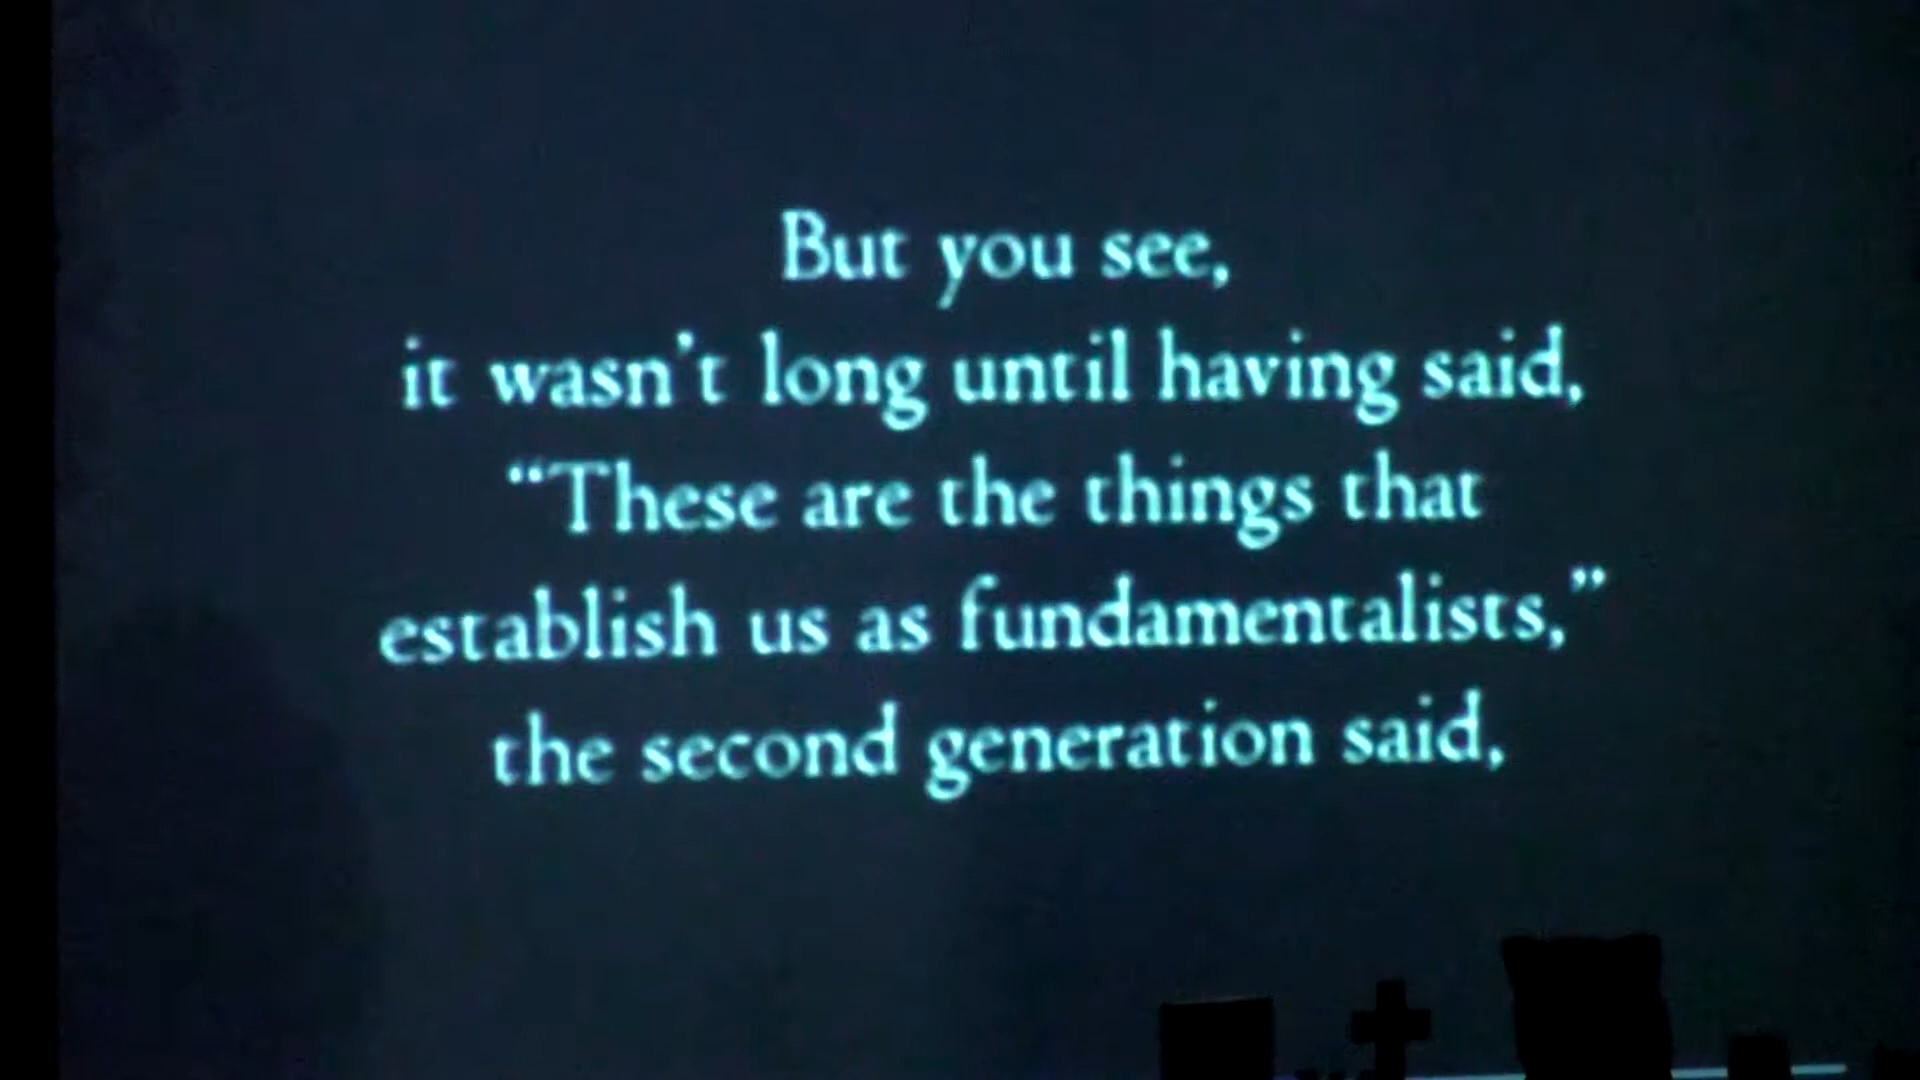 But you see,
it wasn't long until having said,
“These are the things that
establish us as fundamentalists,”
the second generation said,